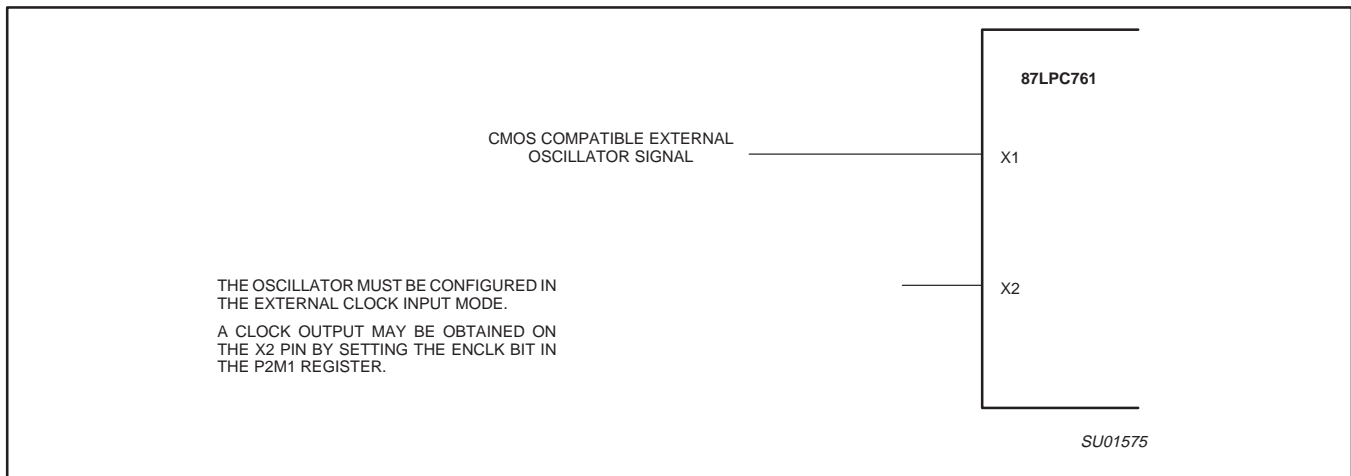 87LPC761
CMOS COMPATIBLE EXTERNAL
OSCILLATOR SIGNAL
X1
THE OSCILLATOR MUST BE CONFIGURED IN
THE EXTERNAL CLOCK INPUT MODE.
X2
A CLOCK OUTPUT MAY BE OBTAINED ON
THE X2 PIN BY SETTING THE ENCLK BIT IN
THE P2M1 REGISTER.
SU01575